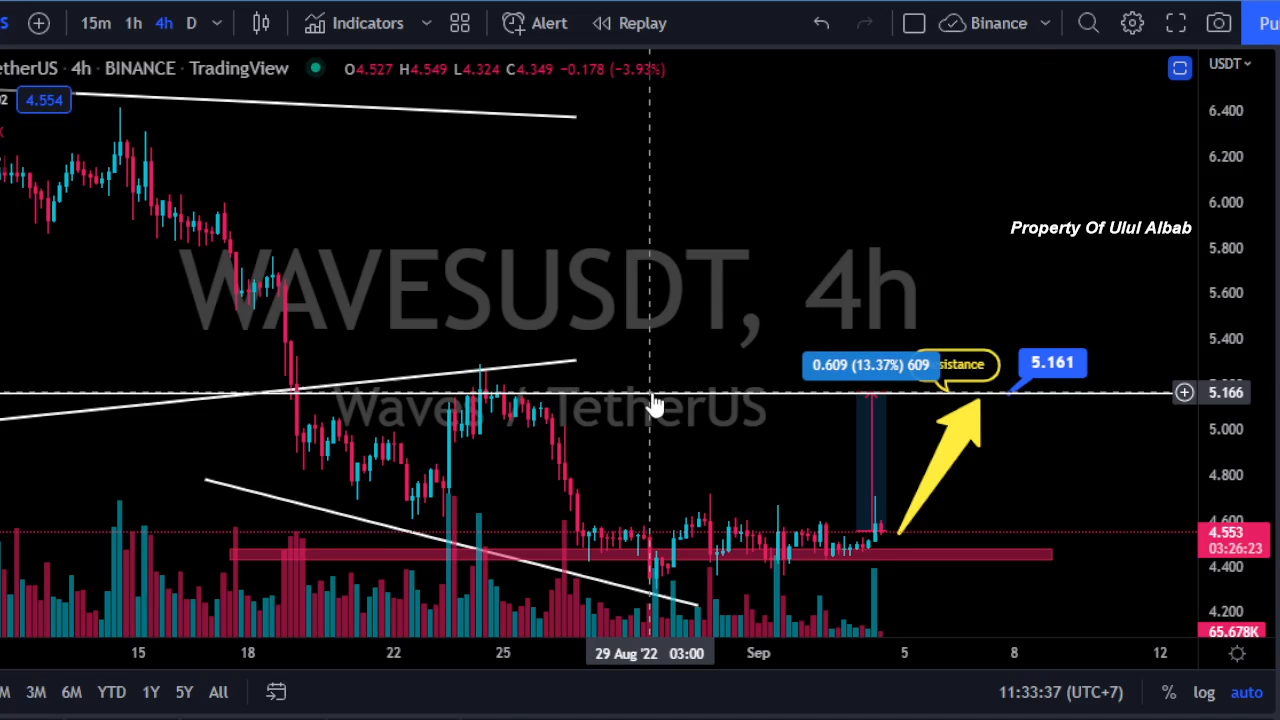 S 15m 1h 4h D Indicators Alert Replay Binance Pu
etherUS · 4h · BINANCE · TradingView O4.527 H4.549 L4.324 C4.349 −0.178 (−3.93%) USDT
02 4.554
6.400
6.200
6.000
Property Of Ulul Albab
5.800
WAVESUSDT, 4h
5.600
5.400
0.609 (13.37%) 609 sistance 5.161
5.166
Waves / TetherUS
5.000
4.800
4.600
4.553
03:26:23
4.400
4.200
65.678K
15 18 22 25 29 Aug '22 03:00 Sep 5 8 12
M 3M 6M YTD 1Y 5Y All 11:33:37 (UTC+7) % log auto